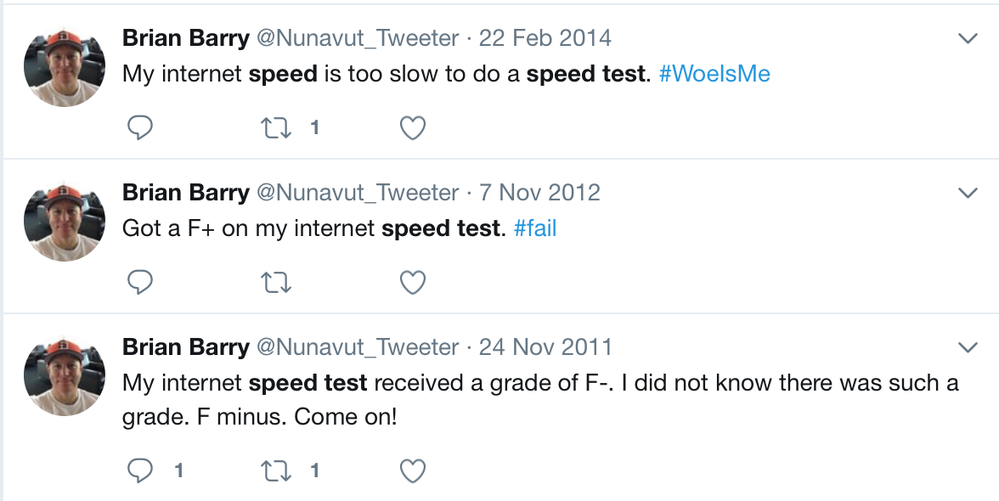 Brian Barry @Nunavut_Tweeter · 22 Feb 2014
My internet speed is too slow to do a speed test. #WoeIsMe
1
Brian Barry @Nunavut_Tweeter · 7 Nov 2012
Got a F+ on my internet speed test. #fail
Brian Barry @Nunavut_Tweeter · 24 Nov 2011
My internet speed test received a grade of F-. I did not know there was such a
grade. F minus. Come on!
1 1